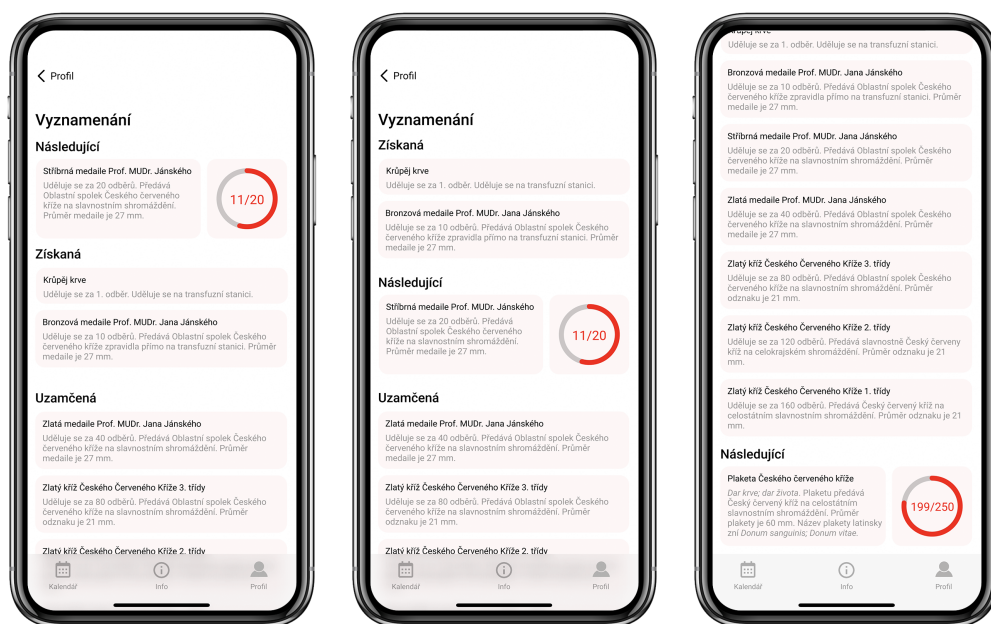 Profil
Vyznamenání
Následující
Stříbrná medaile Prof. MUDr. Jánského
Uděluje se za 20 odběrů. Předává
Oblastní spolek Českého červeného
kříže na slavnostním shromáždění.
Průměr medaile je 27 mm.
11/20
Získaná
Krůpěj krve
Uděluje se za 1. odběr. Uděluje se na transfuzní stanici.
Bronzová medaile Prof. MUDr. Jana Jánského
Uděluje se za 10 odběrů. Předává Oblastní spolek Českého
červeného kříže zpravidla přímo na transfuzní stanici. Průměr
medaile je 27 mm.
Uzamčená
Zlatá medaile Prof. MUDr. Jana Jánského
Uděluje se za 40 odběrů. Předává Oblastní spolek Českého
červeného kříže na slavnostním shromáždění. Průměr
medaile je 27 mm.
Zlatý kříž Českého Červeného Kříže 3. třídy
Uděluje se za 80 odběrů. Předává Oblastní spolek Českého
červeného kříže na slavnostním shromáždění. Průměr
odznaku je 21 mm.
Zlatý kříž Českého Červeného Kříže 2. třídy
Kalendář
Info
Profil
Profil
Vyznamenání
Získaná
Krůpěj krve
Uděluje se za 1. odběr. Uděluje se na transfuzní stanici.
Bronzová medaile Prof. MUDr. Jana Jánského
Uděluje se za 10 odběrů. Předává Oblastní spolek Českého
červeného kříže zpravidla přímo na transfuzní stanici. Průměr
medaile je 27 mm.
Následující
Stříbrná medaile Prof. MUDr. Jánského
Uděluje se za 20 odběrů. Předává
Oblastní spolek Českého červeného
kříže na slavnostním shromáždění.
Průměr medaile je 27 mm.
11/20
Uzamčená
Zlatá medaile Prof. MUDr. Jana Jánského
Uděluje se za 40 odběrů. Předává Oblastní spolek Českého
červeného kříže na slavnostním shromáždění. Průměr
medaile je 27 mm.
Zlatý kříž Českého Červeného Kříže 3. třídy
Uděluje se za 80 odběrů. Předává Oblastní spolek Českého
červeného kříže na slavnostním shromáždění. Průměr
odznaku je 21 mm.
Zlatý kříž Českého Červeného Kříže 2. třídy
Kalendář
Info
Profil
Krůpěj krve
Uděluje se za 1. odběr. Uděluje se na transfuzní stanici.
Bronzová medaile Prof. MUDr. Jana Jánského
Uděluje se za 10 odběrů. Předává Oblastní spolek Českého
červeného kříže zpravidla přímo na transfuzní stanici. Průměr
medaile je 27 mm.
Stříbrná medaile Prof. MUDr. Jana Jánského
Uděluje se za 20 odběrů. Předává Oblastní spolek Českého
červeného kříže na slavnostním shromáždění. Průměr
medaile je 27 mm.
Zlatá medaile Prof. MUDr. Jana Jánského
Uděluje se za 40 odběrů. Předává Oblastní spolek Českého
červeného kříže na slavnostním shromáždění. Průměr
medaile je 27 mm.
Zlatý kříž Českého Červeného Kříže 3. třídy
Uděluje se za 80 odběrů. Předává Oblastní spolek Českého
červeného kříže na slavnostním shromáždění. Průměr
odznaku je 21 mm.
Zlatý kříž Českého Červeného Kříže 2. třídy
Uděluje se za 120 odběrů. Předává slavnostně Český červeny
kříž na celokrajském shromáždění. Průměr odznaku je 21
mm.
Zlatý kříž Českého Červeného Kříže 1. třídy
Uděluje se za 160 odběrů. Předává Český červený kříž na
celostátním slavnostním shromáždění. Průměr odznaku je 21
mm.
Následující
Plaketa Českého červeného kříže
Dar krve; dar života. Plaketu předává
Český červený kříž na celostátním
slavnostním shromáždění. Průměr
plakety je 60 mm. Název plakety latinsky
zní Donum sanguinis; Donum vitae.
199/250
Kalendář
Info
Profil